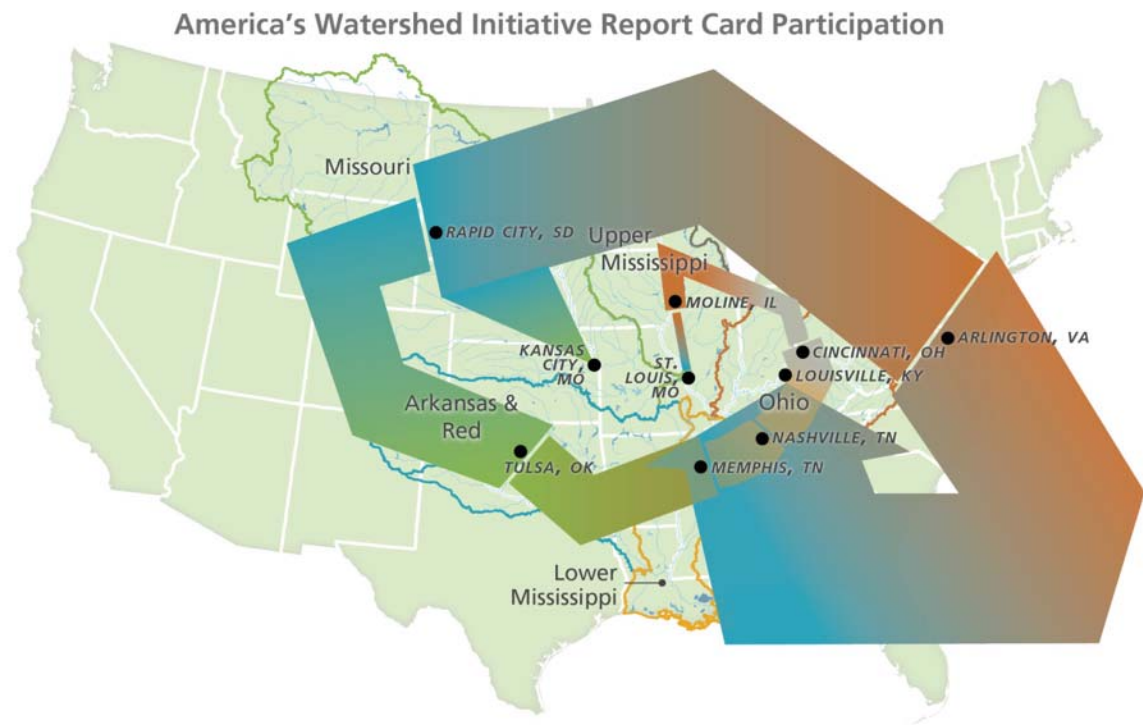 America's Watershed Initiative Report Card Participation
Missouri
RAPID CITY, SD
Upper
Mississippi
MOLINE, IL
ARLINGTON, VA
CINCINNATI, OH
KANSAS
CITY,
MO
ST.
LOUIS,
MO
LOUISVILLE, KY
Ohio
Arkansas &
Red
NASHVILLE, TN
TULSA, OK
MEMPHIS, TN
Lower
Mississippi